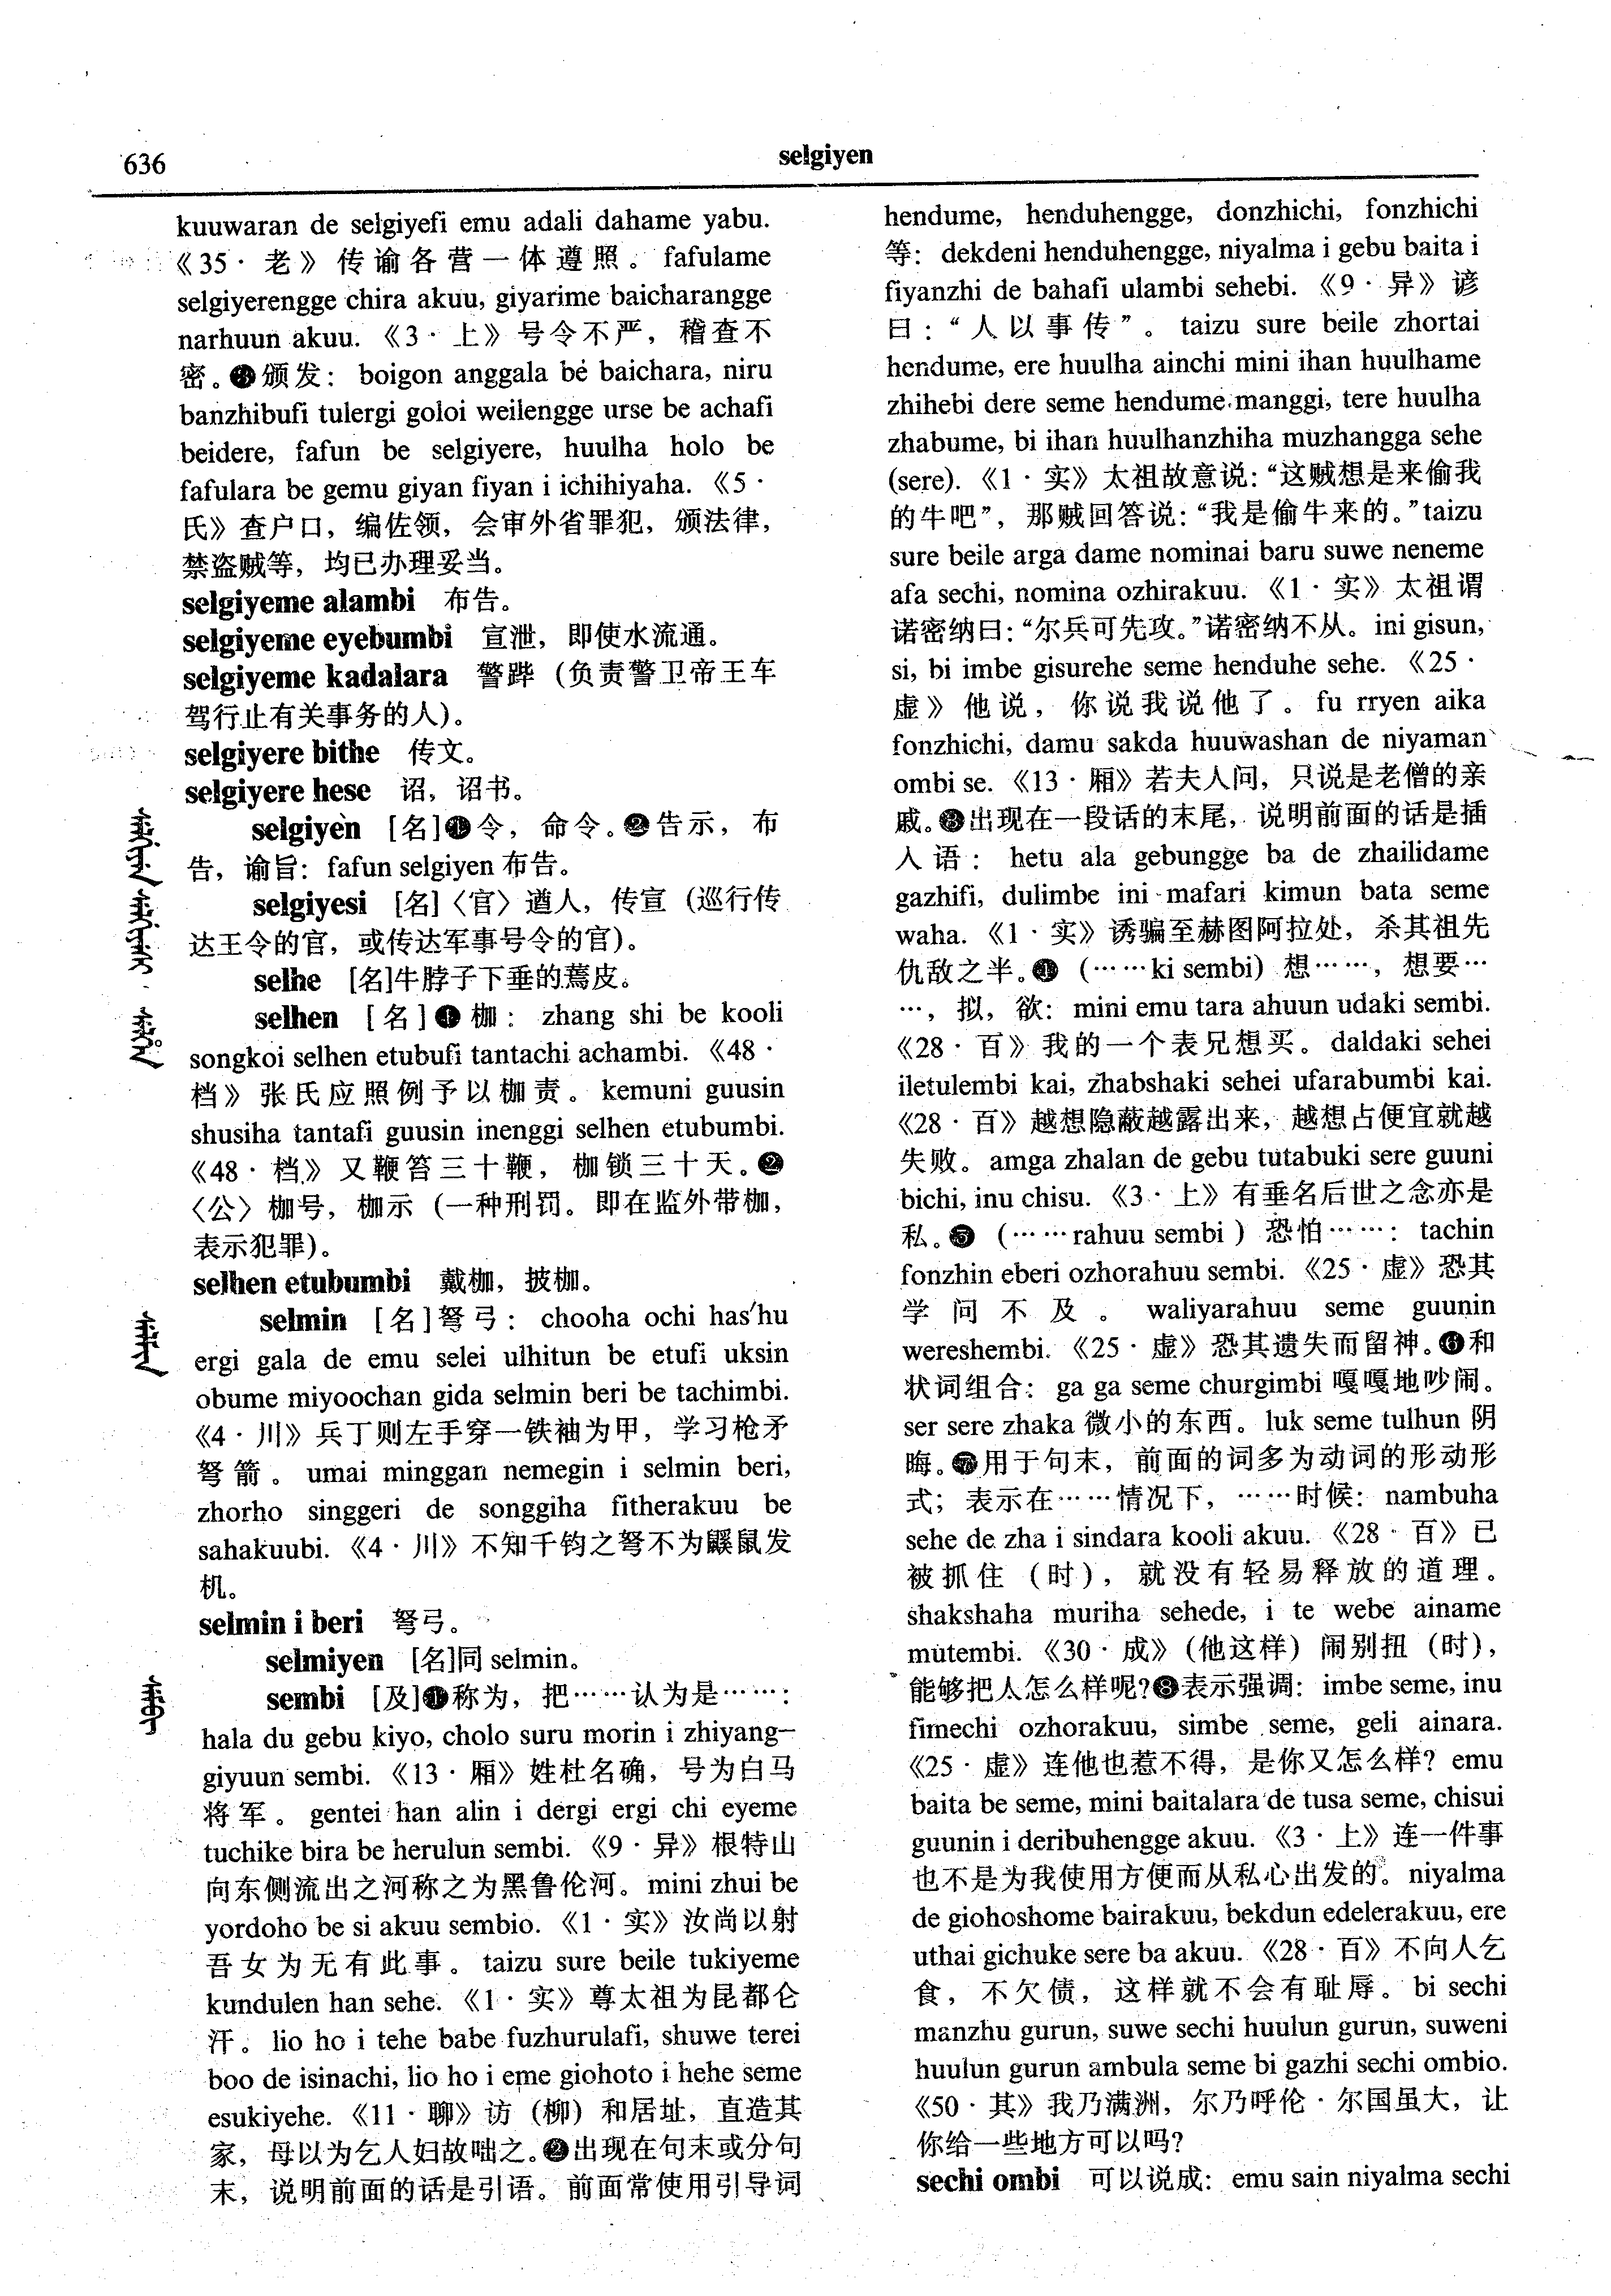 636
selgiyen
kuuwaran de selgiyefi emu adali dahame yabu.
《35 · 老》传谕各营一体遵照。 fafulame
selgiyerengge chira akuu, giyarime baicharangge
narhuun akuu. 《3 · 上》号令不严，稽查不
密。❸颁发： boigon anggala be baichara, niru
banzhibufi tulergi goloi weilengge urse be achafi
beidere, fafun be selgiyere, huulha holo be
fafulara be gemu giyan fiyan i ichihiyaha. 《5 ·
氏》查户口，编佐领，会审外省罪犯，颁法律，
禁盗贼等，均已办理妥当。
selgiyeme alambi 布告。
selgiyeme eyebumbi 宣泄，即使水流通。
selgiyeme kadalara 警跸（负责警卫帝王车
驾行止有关事务的人）。
selgiyere bithe 传文。
selgiyere hese 诏，诏书。
selgiyen [名]❶令，命令。❷告示，布
告，谕旨： fafun selgiyen 布告。
selgiyesi [名]〈官〉遒人，传宣（巡行传
达王令的官，或传达军事号令的官）。
selhe [名]牛脖子下垂的蔫皮。
selhen [名]❶枷： zhang shi be kooli
songkoi selhen etubufi tantachi achambi. 《48 ·
档》张氏应照例予以枷责。 kemuni guusin
shusiha tantafi guusin inenggi selhen etubumbi.
《48 · 档》又鞭笞三十鞭，枷锁三十天。❷
〈公〉枷号，枷示（一种刑罚。即在监外带枷，
表示犯罪）。
selhen etubumbi 戴枷，披枷。
selmin [名]弩弓： chooha ochi has'hu
ergi gala de emu selei ulhitun be etufi uksin
obume miyoochan gida selmin beri be tachimbi.
《4 · 川》兵丁则左手穿一铁袖为甲，学习枪矛
弩箭。 umai minggan nemegin i selmin beri,
zhorho singgeri de songgiha fitherakuu be
sahakuubi. 《4 · 川》不知千钧之弩不为鼷鼠发
机。
selmin i beri 弩弓。
selmiyen [名]同 selmin。
sembi [及]❶称为，把……认为是……：
hala du gebu kiyo, cholo suru morin i zhiyang-
giyuun sembi. 《13 · 厢》姓杜名确，号为白马
将军。 gentei han alin i dergi ergi chi eyeme
tuchike bira be herulun sembi. 《9 · 异》根特山
向东侧流出之河称之为黑鲁伦河。mini zhui be
yordoho be si akuu sembio. 《1 · 实》汝尚以射
吾女为无有此事。 taizu sure beile tukiyeme
kundulen han sehe. 《1 · 实》尊太祖为昆都仑
汗。 lio ho i tehe babe fuzhurulafi, shuwe terei
boo de isinachi, lio ho i eme giohoto i hehe seme
esukiyehe. 《11 · 聊》访（柳）和居址，直造其
家，母以为乞人妇故咄之。❷出现在句末或分句
末，说明前面的话是引语。前面常使用引导词
hendume, henduhengge, donzhichi, fonzhichi
等： dekdeni henduhengge, niyalma i gebu baita i
fiyanzhi de bahafi ulambi sehebi. 《9 · 异》谚
曰：“人以事传”。 taizu sure beile zhortai
hendume, ere huulha ainchi mini ihan huulhame
zhihebi dere seme hendume manggi, tere huulha
zhabume, bi ihan huulhanzhiha muzhangga sehe
(sere). 《1 · 实》太祖故意说：“这贼想是来偷我
的牛吧”，那贼回答说：“我是偷牛来的。”taizu
sure beile arga dame nominai baru suwe neneme
afa sechi, nomina ozhirakuu. 《1 · 实》太祖谓
诺密纳曰：“尔兵可先攻。”诺密纳不从。ini gisun,
si, bi imbe gisurehe seme henduhe sehe. 《25 ·
虚》他说，你说我说他了。 fu rryen aika
fonzhichi, damu sakda huuwashan de niyaman
ombi se. 《13 · 厢》若夫人问，只说是老僧的亲
戚。❸出现在一段话的末尾，说明前面的话是插
入语： hetu ala gebungge ba de zhailidame
gazhifi, dulimbe ini mafari kimun bata seme
waha. 《1 · 实》诱骗至赫图阿拉处，杀其祖先
仇敌之半。❹（……ki sembi）想……，想要…
…，拟，欲： mini emu tara ahuun udaki sembi.
《28 · 百》我的一个表兄想买。daldaki sehei
iletulembi kai, zhabshaki sehei ufarabumbi kai.
《28 · 百》越想隐蔽越露出来，越想占便宜就越
失败。amga zhalan de gebu tutabuki sere guuni
bichi, inu chisu. 《3 · 上》有垂名后世之念亦是
私。❺（……rahuu sembi）恐怕……： tachin
fonzhin eberi ozhorahuu sembi. 《25 · 虚》恐其
学问不及。 waliyarahuu seme guunin
wereshembi. 《25 · 虚》恐其遗失而留神。❻和
状词组合： ga ga seme churgimbi 嘎嘎地吵闹。
ser sere zhaka 微小的东西。luk seme tulhun 阴
晦。❼用于句末，前面的词多为动词的形动形
式；表示在……情况下，……时候： nambuha
sehe de zha i sindara kooli akuu. 《28 · 百》已
被抓住（时），就没有轻易释放的道理。
shakshaha muriha sehede, i te webe ainame
mutembi. 《30 · 成》（他这样）闹别扭（时），
能够把人怎么样呢?❽表示强调： imbe seme, inu
fimechi ozhorakuu, simbe seme, geli ainara.
《25 · 虚》连他也惹不得，是你又怎么样？emu
baita be seme, mini baitalara de tusa seme, chisui
guunin i deribuhengge akuu. 《3 · 上》连一件事
也不是为我使用方便而从私心出发的。niyalma
de giohoshome bairakuu, bekdun edelerakuu, ere
uthai gichuke sere ba akuu. 《28 · 百》不向人乞
食，不欠债，这样就不会有耻辱。bi sechi
manzhu gurun, suwe sechi huulun gurun, suweni
huulun gurun ambula seme bi gazhi sechi ombio.
《50 · 其》我乃满洲，尔乃呼伦·尔国虽大，让
你给一些地方可以吗？
sechi ombi 可以说成： emu sain niyalma sechi